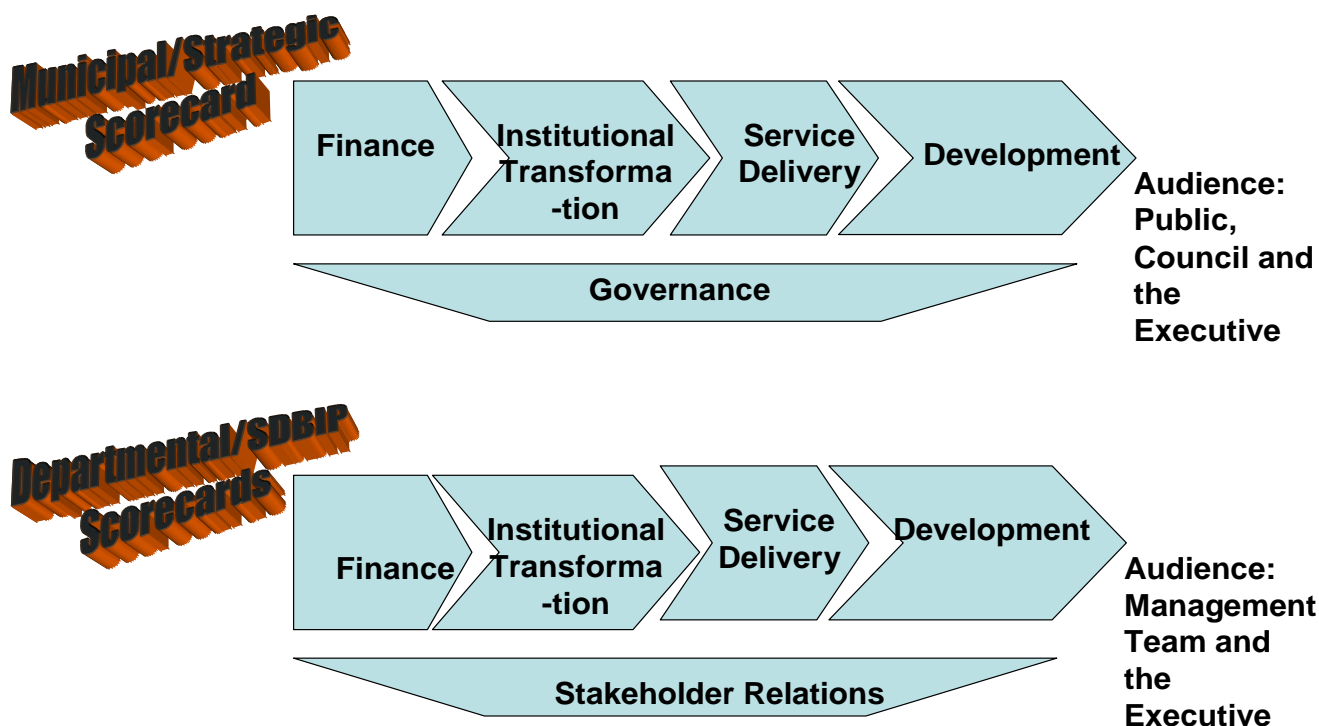 Municipal/Strategic
Scorecard
Finance
Institutional
Transforma
-tion
Service
Delivery
Development
Audience:
Public,
Council and
the
Executive
Governance
Departmental/SDBIP
Scorecards
Finance
Institutional
Transforma
-tion
Service
Delivery
Development
Audience:
Management
Team and
the
Executive
Stakeholder Relations